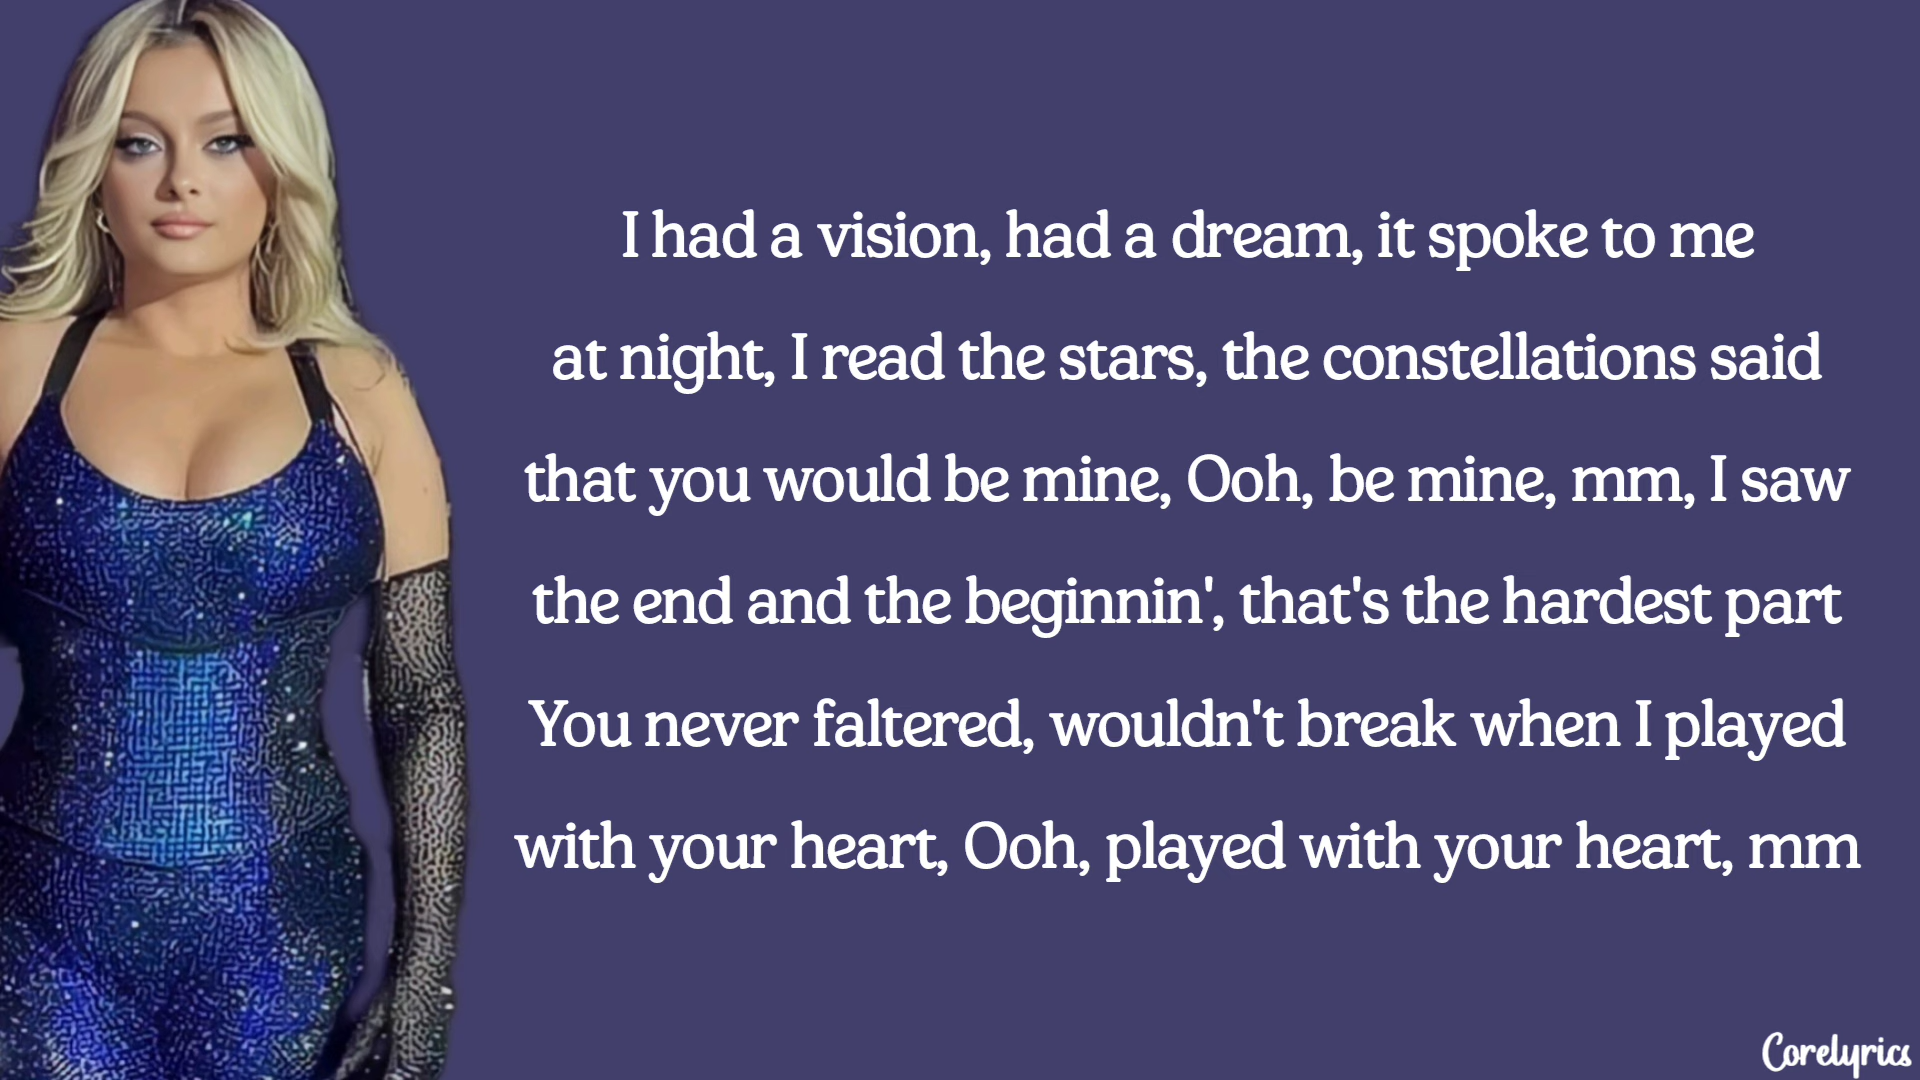 I had a vision, had a dream, it spoke to me
at night, I read the stars, the constellations said
that you would be mine, Ooh, be mine, mm, I saw
the end and the beginnin', that's the hardest part
You never faltered, wouldn't break when I played
with your heart, Ooh, played with your heart, mm
Corelyrics